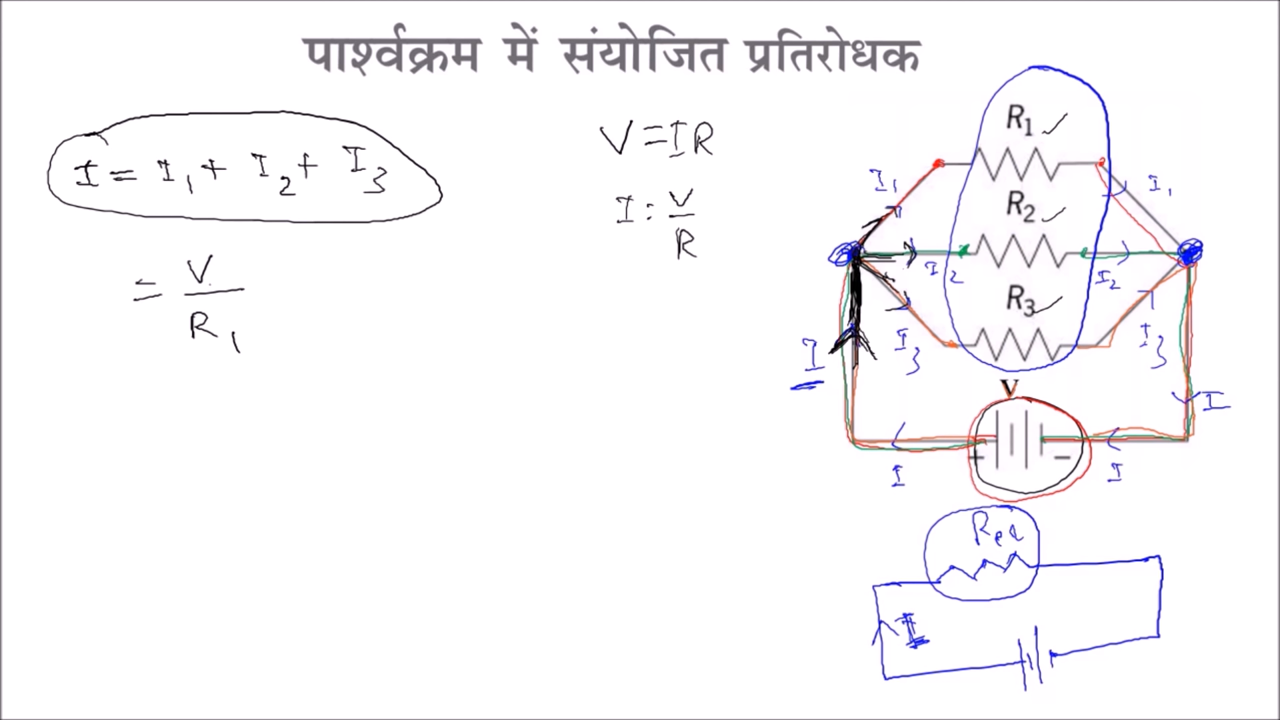 पार्श्वक्रम में संयोजित प्रतिरोधक
I = I₁ + I₂ + I₃
= V/R₁
V = IR
I : V/R
R₁
I₁
I₁
R₂
I₂
I₂
R₃
I₃
I₃
I
V
I
+
−
I
I
Req
I